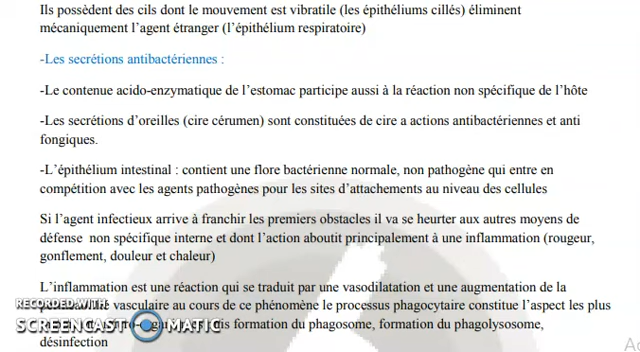 Ils possèdent des cils dont le mouvement est vibratile (les épithéliums cillés) éliminent
mécaniquement l'agent étranger (l'épithélium respiratoire)
-Les secrétions antibactériennes :
-Le contenue acido-enzymatique de l'estomac participe aussi à la réaction non spécifique de l'hôte
-Les secrétions d'oreilles (cire cérumen) sont constituées de cire a actions antibactériennes et anti
fongiques.
-L'épithélium intestinal : contient une flore bactérienne normale, non pathogène qui entre en
compétition avec les agents pathogènes pour les sites d'attachements au niveau des cellules
Si l'agent infectieux arrive à franchir les premiers obstacles il va se heurter aux autres moyens de
défense non spécifique interne et dont l'action aboutit principalement à une inflammation (rougeur,
gonflement, douleur et chaleur)
L'inflammation est une réaction qui se traduit par une vasodilatation et une augmentation de la
vasculaire au cours de ce phénomène le processus phagocytaire constitue l'aspect les plus
formation du phagosome, formation du phagolysosome,
désinfection
RECORDED WITH
SCREENCAST MATIC